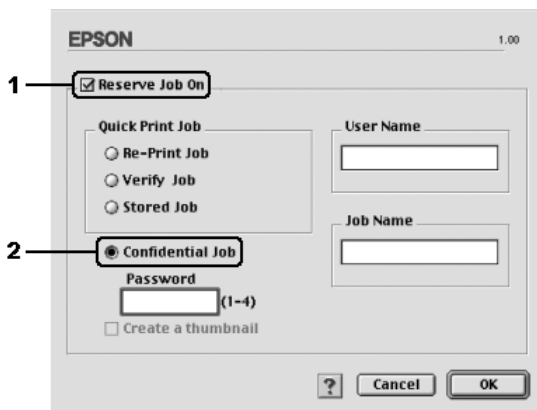 EPSON
1.00
1
Reserve Job On
Quick Print Job
Re-Print Job
Verify Job
Stored Job
2
Confidential Job
Password
(1-4)
Create a thumbnail
User Name
Job Name
?
Cancel
OK